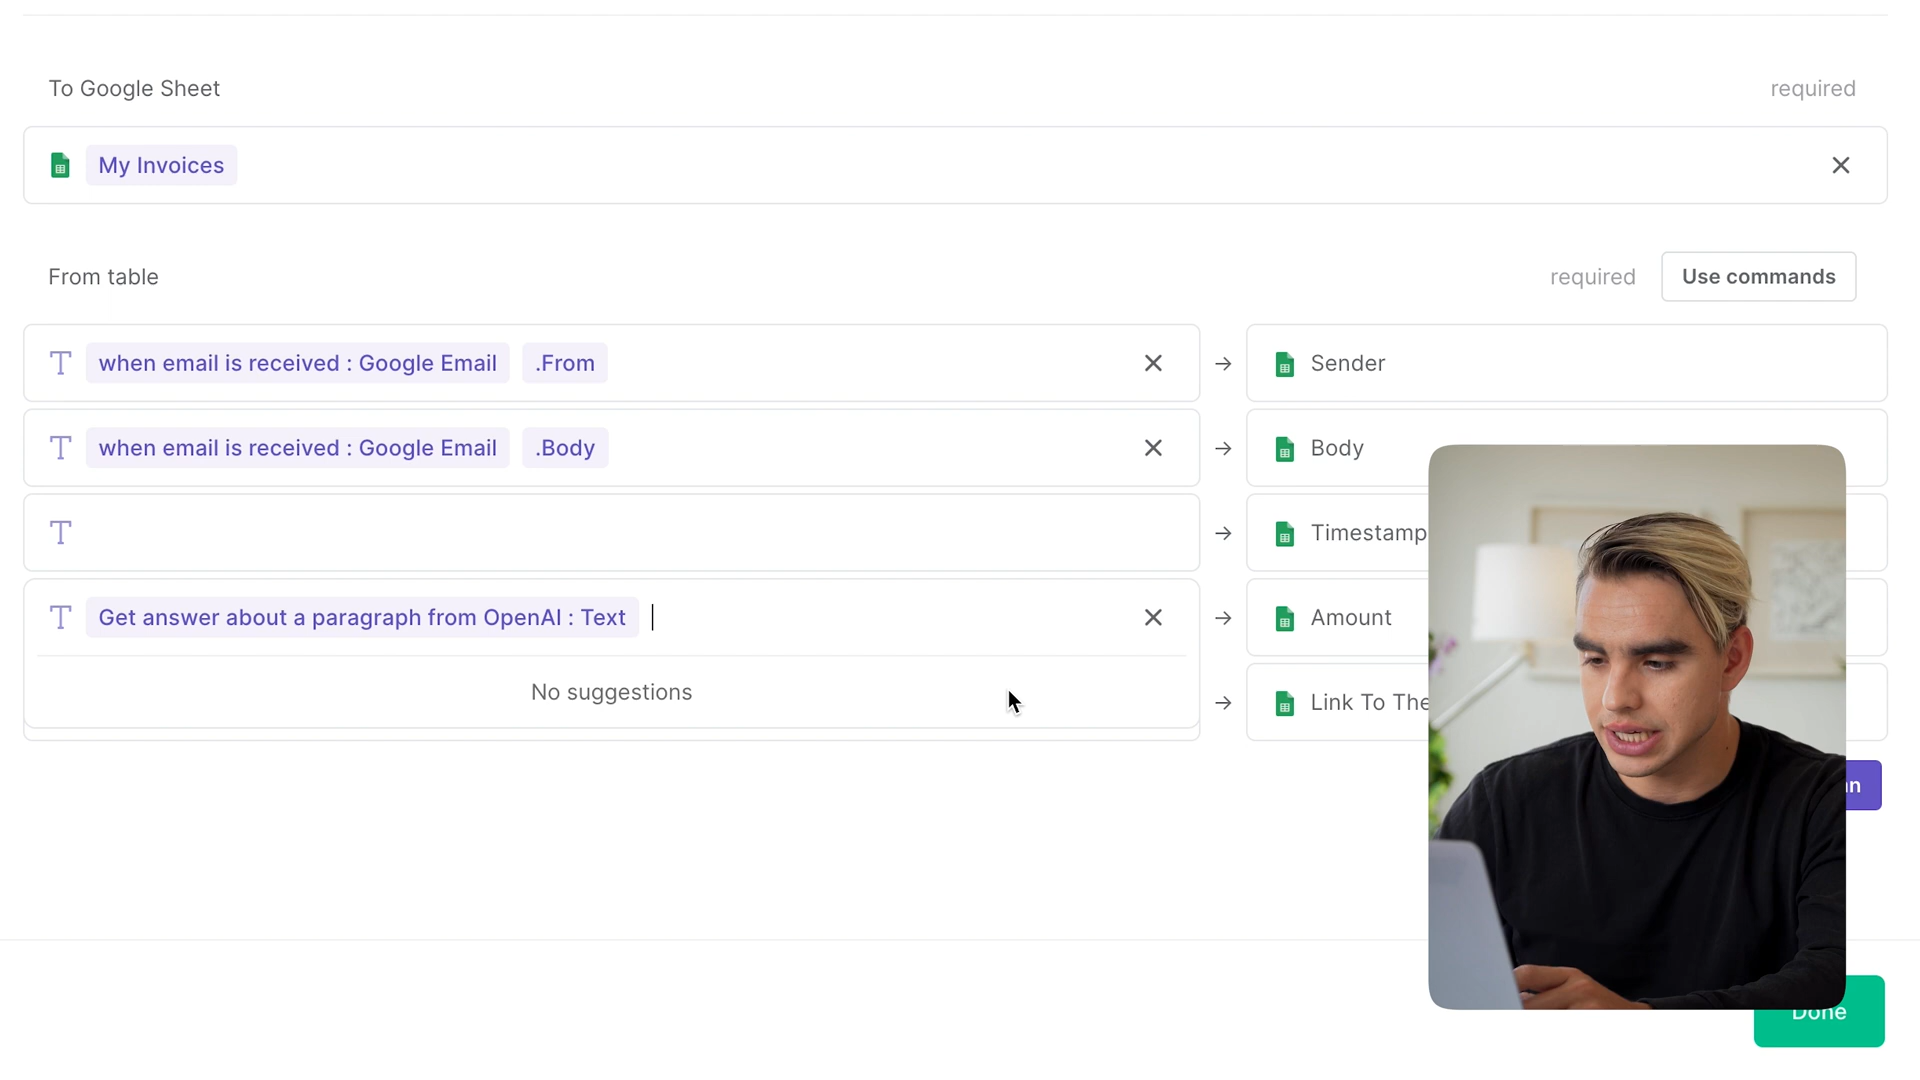 To Google Sheet
required
My Invoices
From table
required
Use commands
when email is received : Google Email .From
Sender
when email is received : Google Email .Body
Body
Timestamp
Get answer about a paragraph from OpenAI : Text
Amount
No suggestions
Link To The
Done